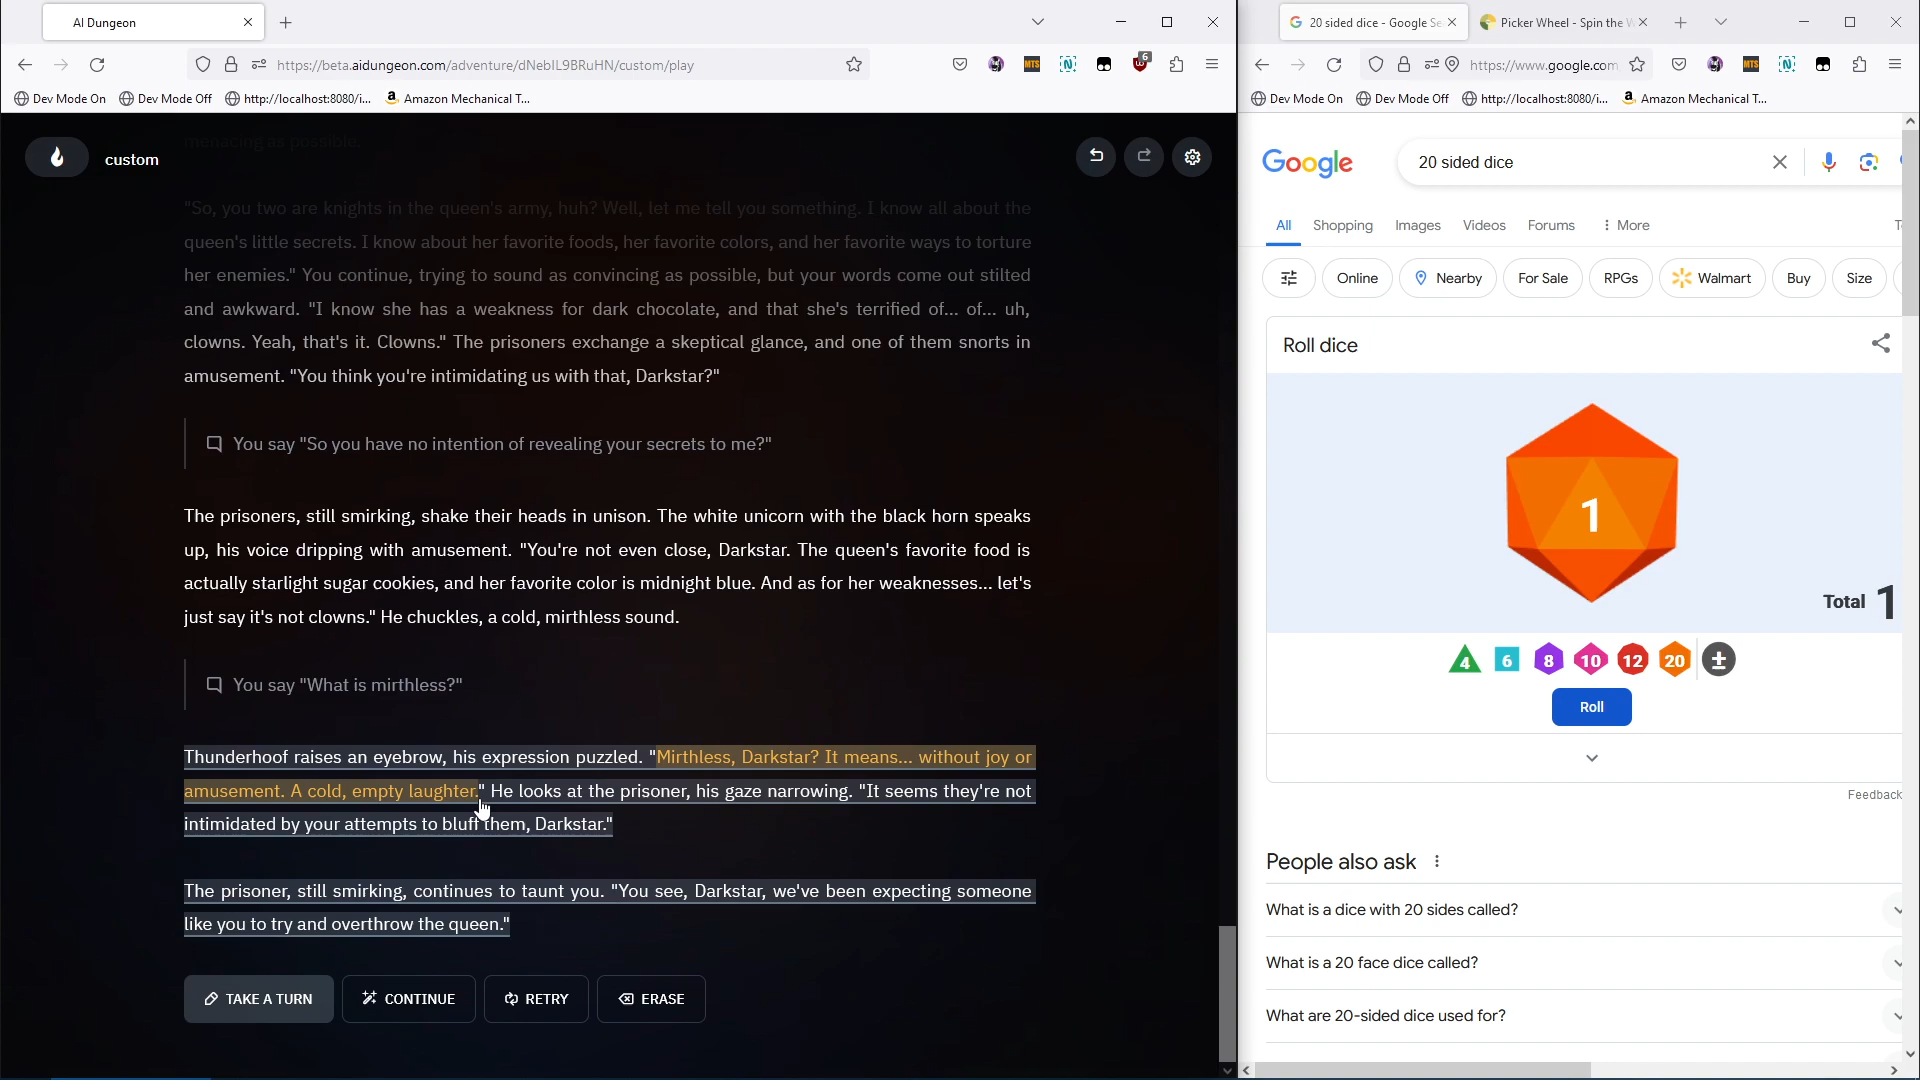 AI Dungeon
https://beta.aidungeon.com/adventure/dNebIL9BRuHN/custom/play
MTS
N
6
Dev Mode On
Dev Mode Off
http://localhost:8080/i...
a Amazon Mechanical T...
custom
menacing as possible.
"So, you two are knights in the queen's army, huh? Well, let me tell you something. I know all about the
queen's little secrets. I know about her favorite foods, her favorite colors, and her favorite ways to torture
her enemies." You continue, trying to sound as convincing as possible, but your words come out stilted
and awkward. "I know she has a weakness for dark chocolate, and that she's terrified of... of... uh,
clowns. Yeah, that's it. Clowns." The prisoners exchange a skeptical glance, and one of them snorts in
amusement. "You think you're intimidating us with that, Darkstar?"
You say "So you have no intention of revealing your secrets to me?"
The prisoners, still smirking, shake their heads in unison. The white unicorn with the black horn speaks
up, his voice dripping with amusement. "You're not even close, Darkstar. The queen's favorite food is
actually starlight sugar cookies, and her favorite color is midnight blue. And as for her weaknesses... let's
just say it's not clowns." He chuckles, a cold, mirthless sound.
You say "What is mirthless?"
Thunderhoof raises an eyebrow, his expression puzzled. "Mirthless, Darkstar? It means... without joy or
amusement. A cold, empty laughter." He looks at the prisoner, his gaze narrowing. "It seems they're not
intimidated by your attempts to bluff them, Darkstar."
The prisoner, still smirking, continues to taunt you. "You see, Darkstar, we've been expecting someone
like you to try and overthrow the queen."
TAKE A TURN
CONTINUE
RETRY
ERASE
G 20 sided dice - Google Se
Picker Wheel - Spin the W
https://www.google.com
MTS
N
Dev Mode On
Dev Mode Off
http://localhost:8080/i...
a Amazon Mechanical T...
Google
20 sided dice
All
Shopping
Images
Videos
Forums
More
T
Online
Nearby
For Sale
RPGs
Walmart
Buy
Size
Roll dice
1
Total 1
4
6
8
10
12
20
±
Roll
Feedback
People also ask
What is a dice with 20 sides called?
What is a 20 face dice called?
What are 20-sided dice used for?